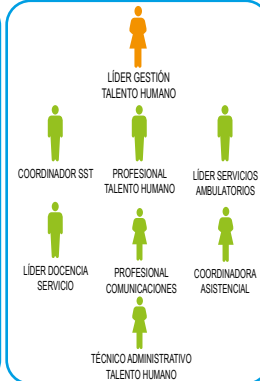 LÍDER GESTIÓN
TALENTO HUMANO
COORDINADOR SST
PROFESIONAL
TALENTO HUMANO
LÍDER SERVICIOS
AMBULATORIOS
LÍDER DOCENCIA
SERVICIO
PROFESIONAL
COMUNICACIONES
COORDINADORA
ASISTENCIAL
TÉCNICO ADMINISTRATIVO
TALENTO HUMANO